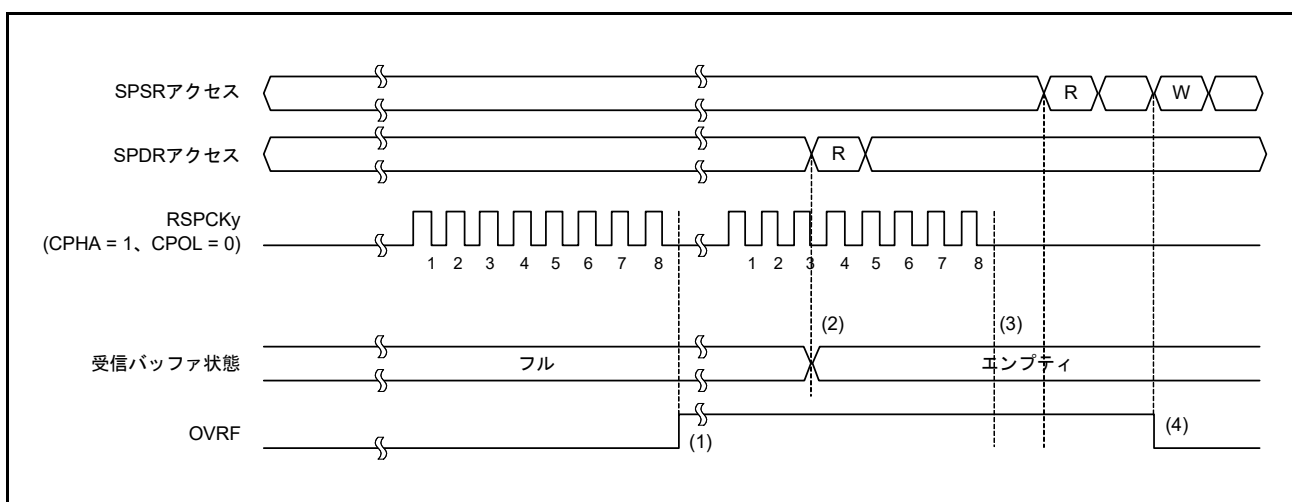 SPSRアクセス
R
W
SPDRアクセス
R
RSPCKy
(CPHA = 1、CPOL = 0)
1 2 3 4 5 6 7 8
1 2 3 4 5 6 7 8
(2)
(3)
受信バッファ状態
フル
エンプティ
OVRF
(1)
(4)